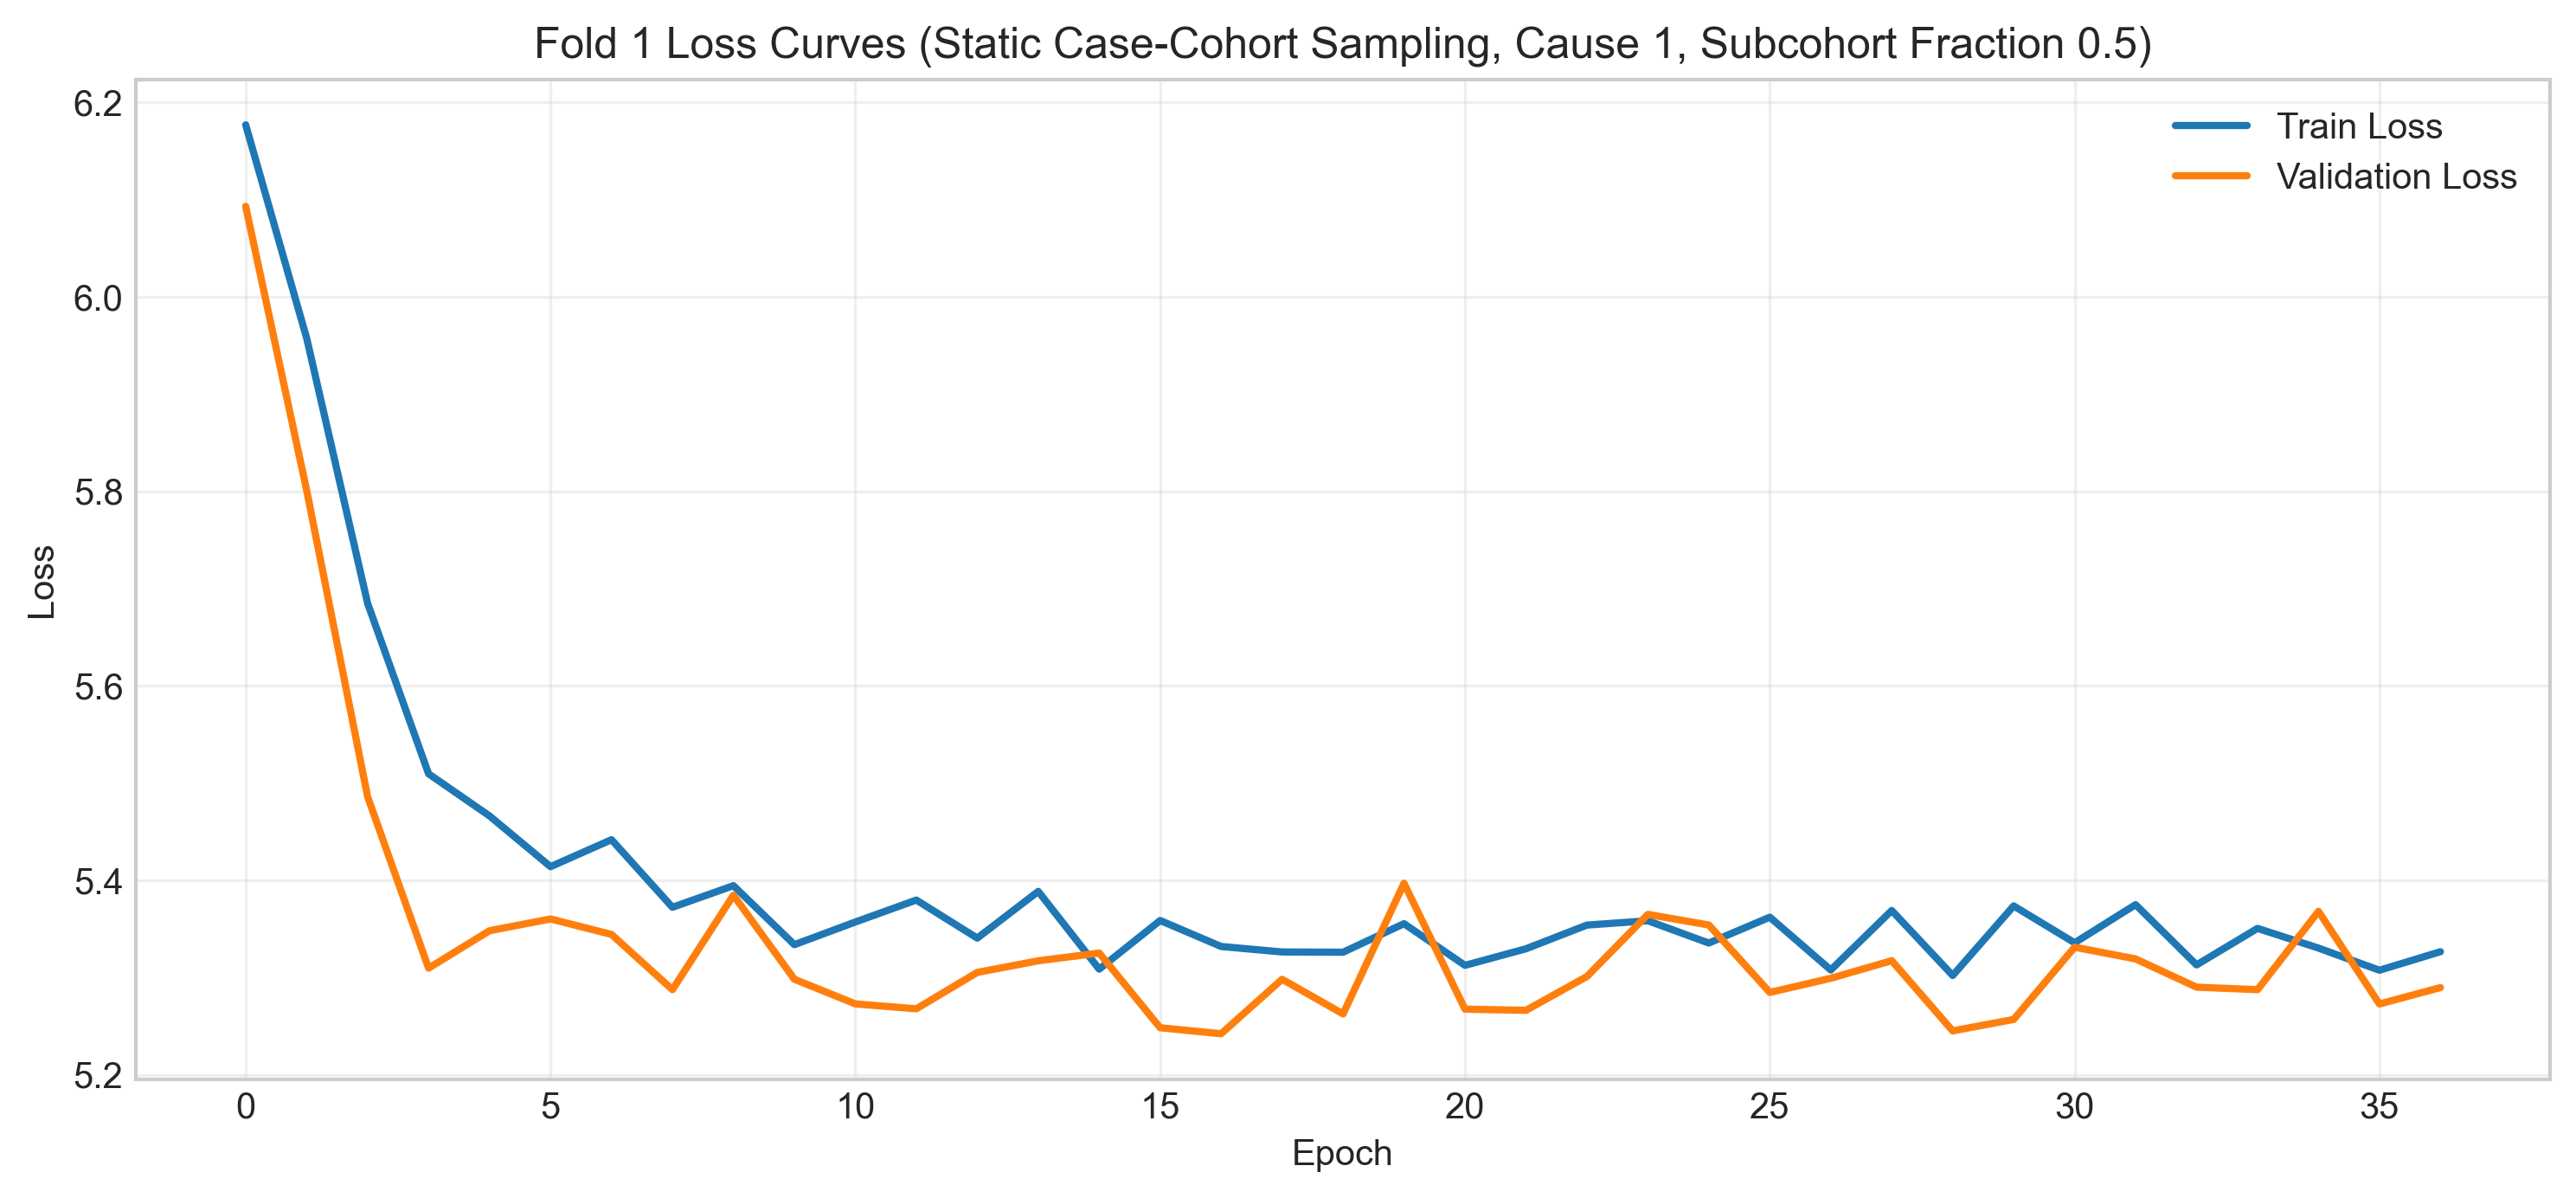 Fold 1 Loss Curves (Static Case-Cohort Sampling, Cause 1, Subcohort Fraction 0.5)
Train Loss
Validation Loss
6.2
6.0
5.8
5.6
5.4
5.2
Loss
0 5 10 15 20 25 30 35
Epoch